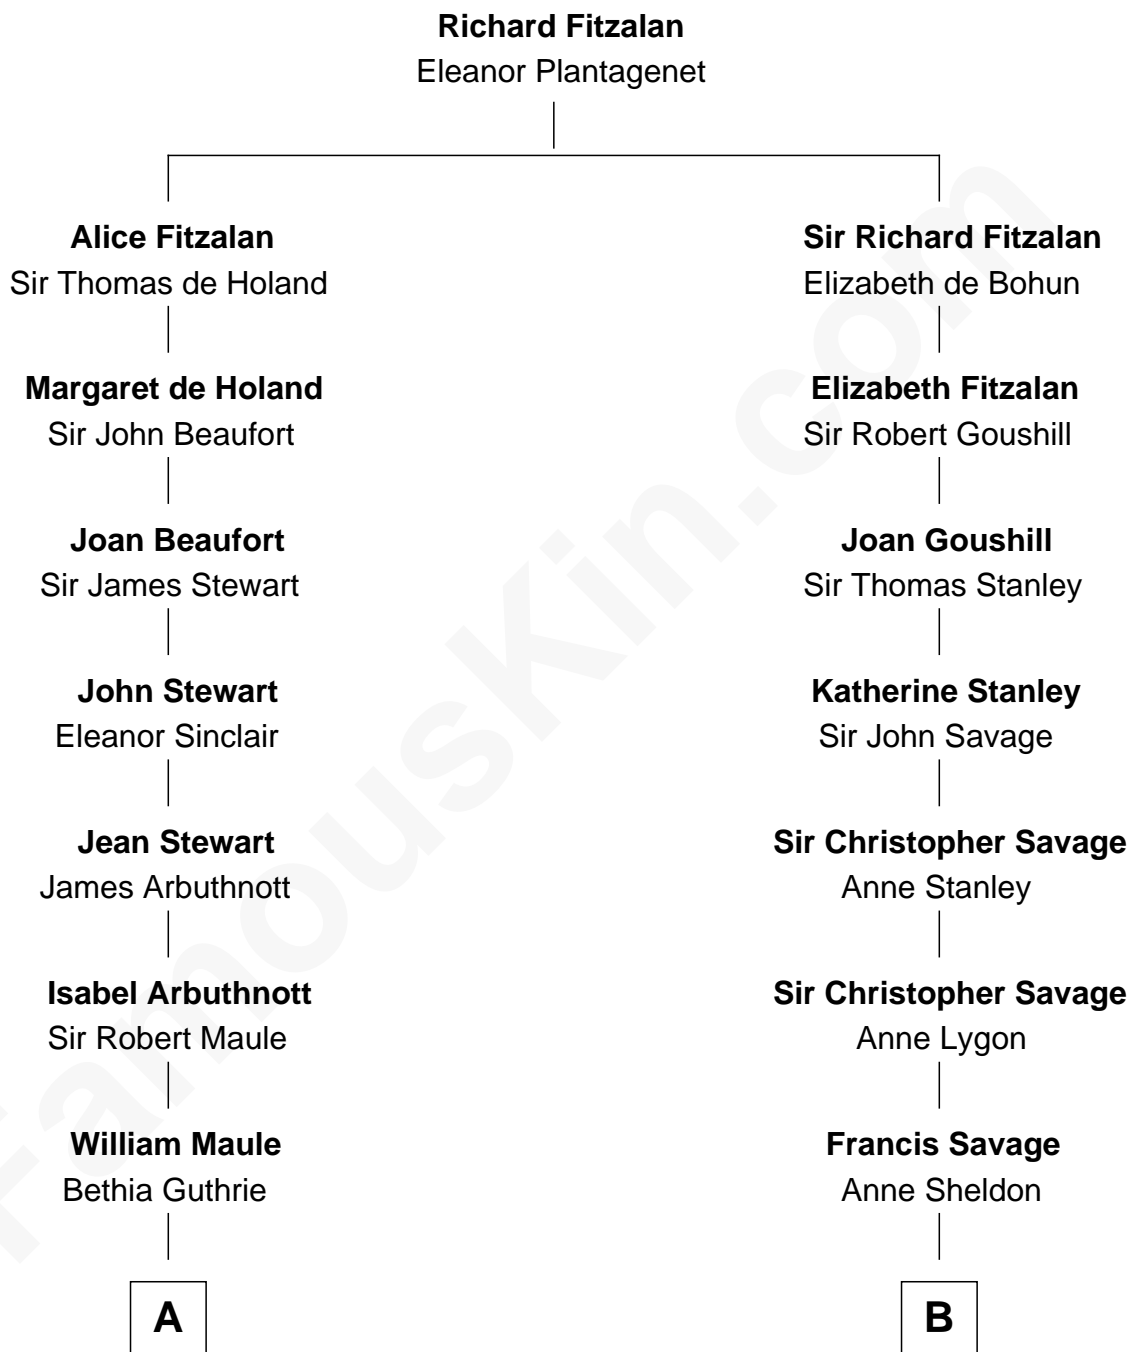 Richard Fitzalan
Eleanor Plantagenet
Alice Fitzalan
Sir Thomas de Holand
Sir Richard Fitzalan
Elizabeth de Bohun
Margaret de Holand
Sir John Beaufort
Elizabeth Fitzalan
Sir Robert Goushill
Joan Beaufort
Sir James Stewart
Joan Goushill
Sir Thomas Stanley
John Stewart
Eleanor Sinclair
Katherine Stanley
Sir John Savage
Jean Stewart
James Arbuthnott
Sir Christopher Savage
Anne Stanley
Isabel Arbuthnott
Sir Robert Maule
Sir Christopher Savage
Anne Lygon
William Maule
Bethia Guthrie
Francis Savage
Anne Sheldon
A
B
FamousKin.com